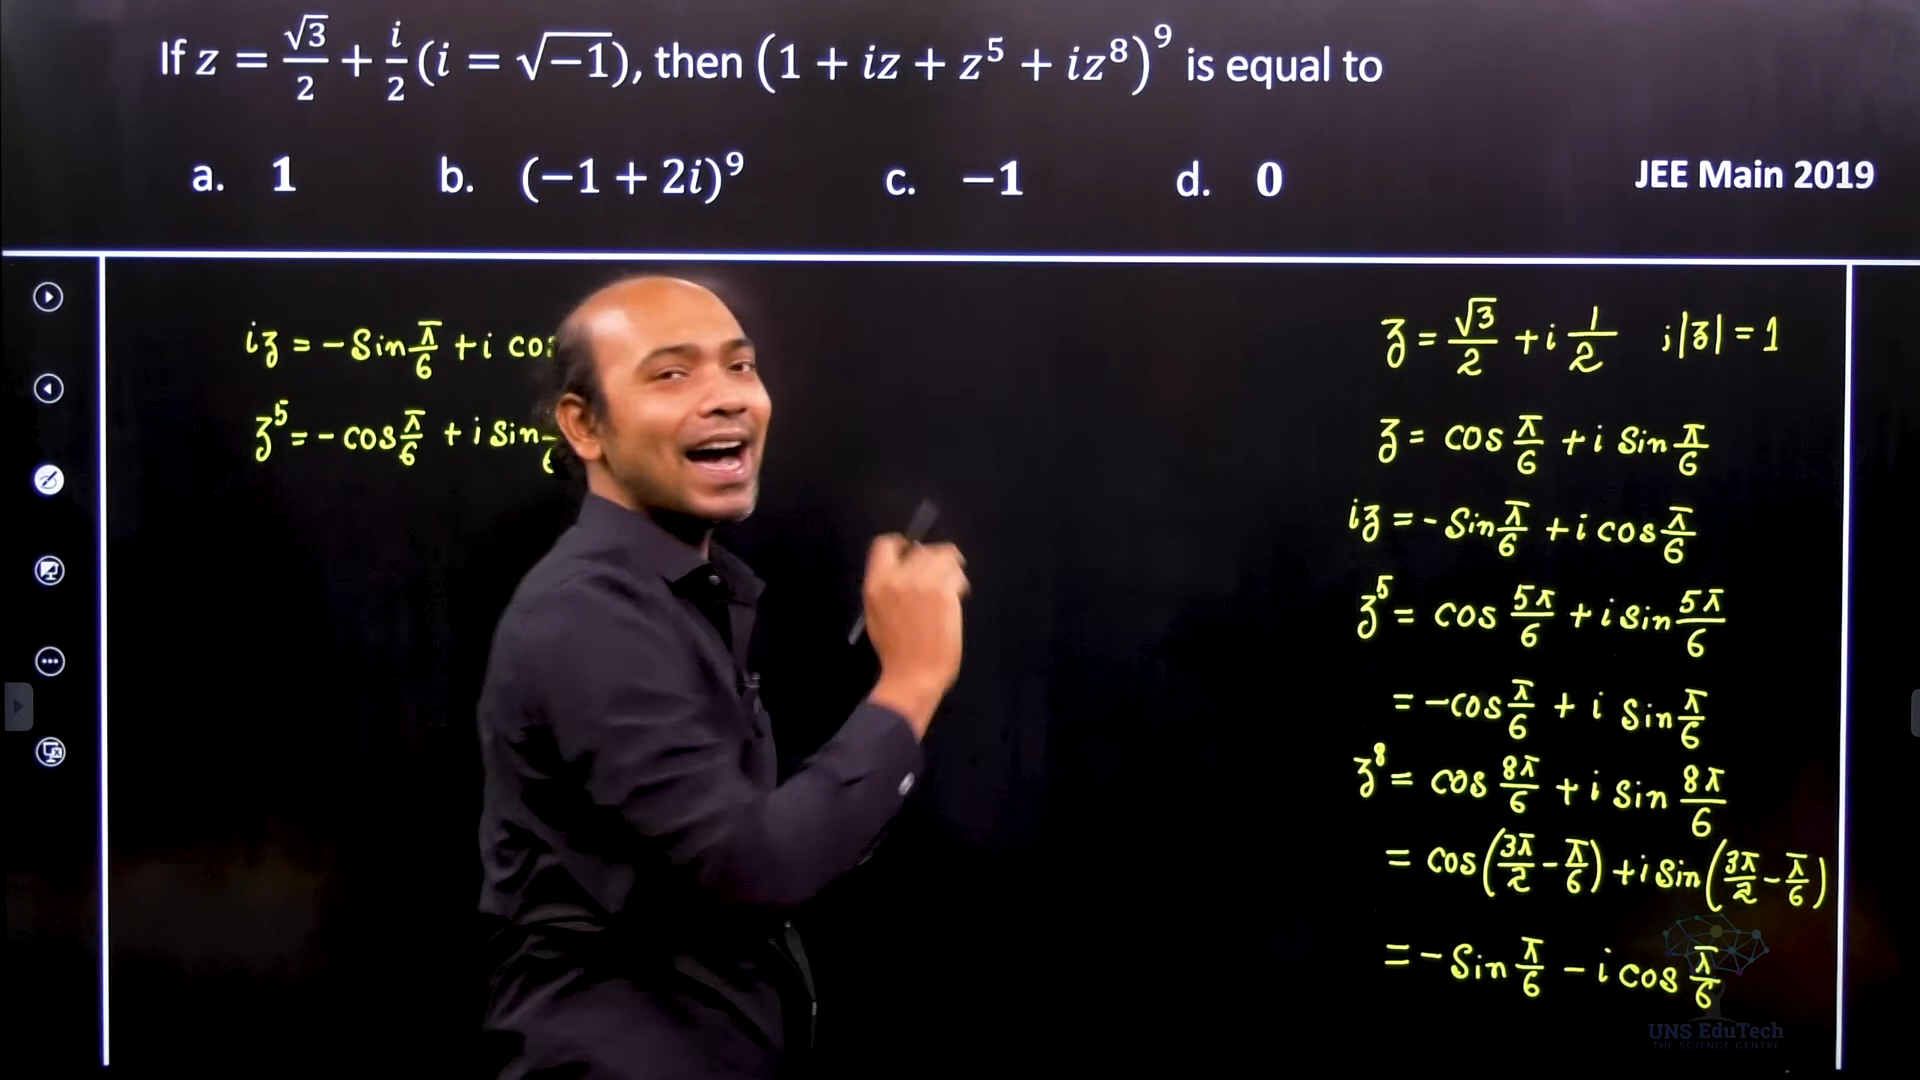 If z = √3/2 + i/2 (i = √−1), then (1 + iz + z⁵ + iz⁸)⁹ is equal to
a. 1 b. (−1 + 2i)⁹ c. −1 d. 0 JEE Main 2019
iz = - Sin π/6 + i cos
z⁵ = - cos π/6 + i Sin
z = √3/2 + i 1/2 ; |z| = 1
z = cos π/6 + i Sin π/6
iz = - Sin π/6 + i cos π/6
z⁵ = cos 5π/6 + i sin 5π/6
= -cos π/6 + i Sin π/6
z⁸ = cos 8π/6 + i sin 8π/6
= cos(3π/2 - π/6) + i sin(3π/2 - π/6)
= - Sin π/6 - i cos π/6
UNS EduTech
THE SCIENCE CENTRE